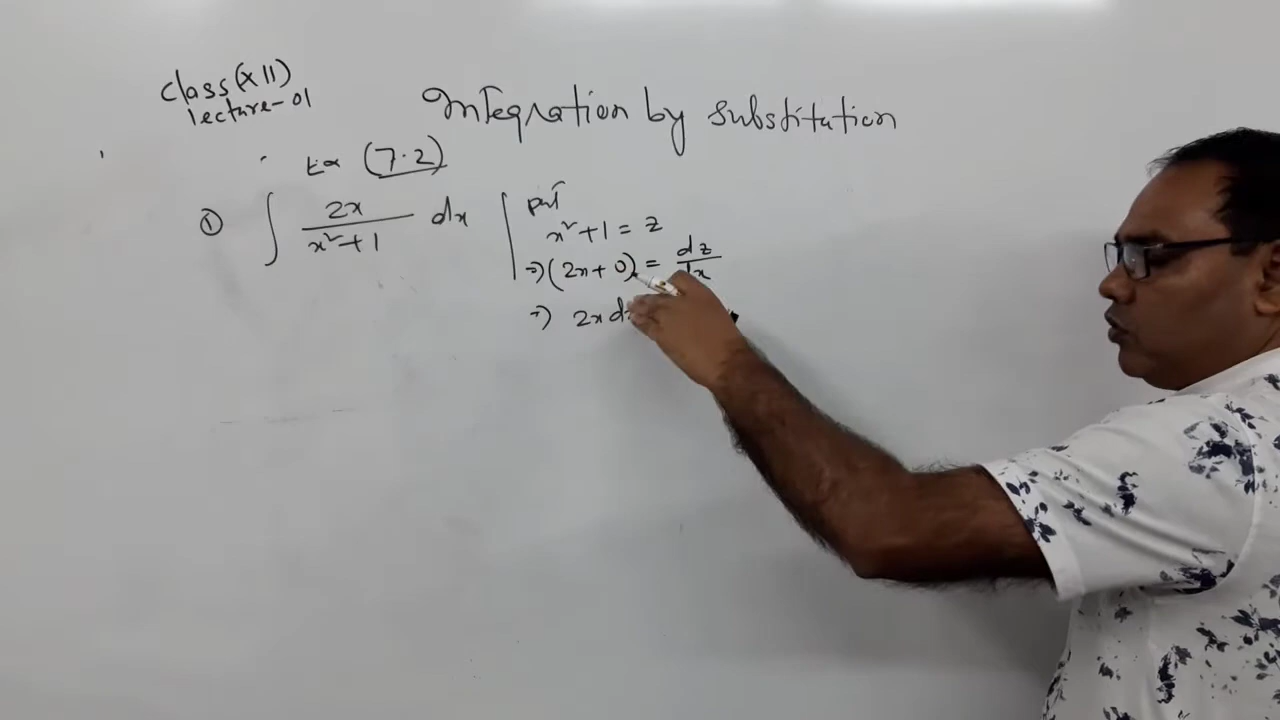 Class(XII)
lecture-01
Integration by substitution
Ex (7.2)
① ∫ 2x / x²+1 dx
put
x²+1 = z
⇒ (2x+0) = dz/dx
⇒ 2x d